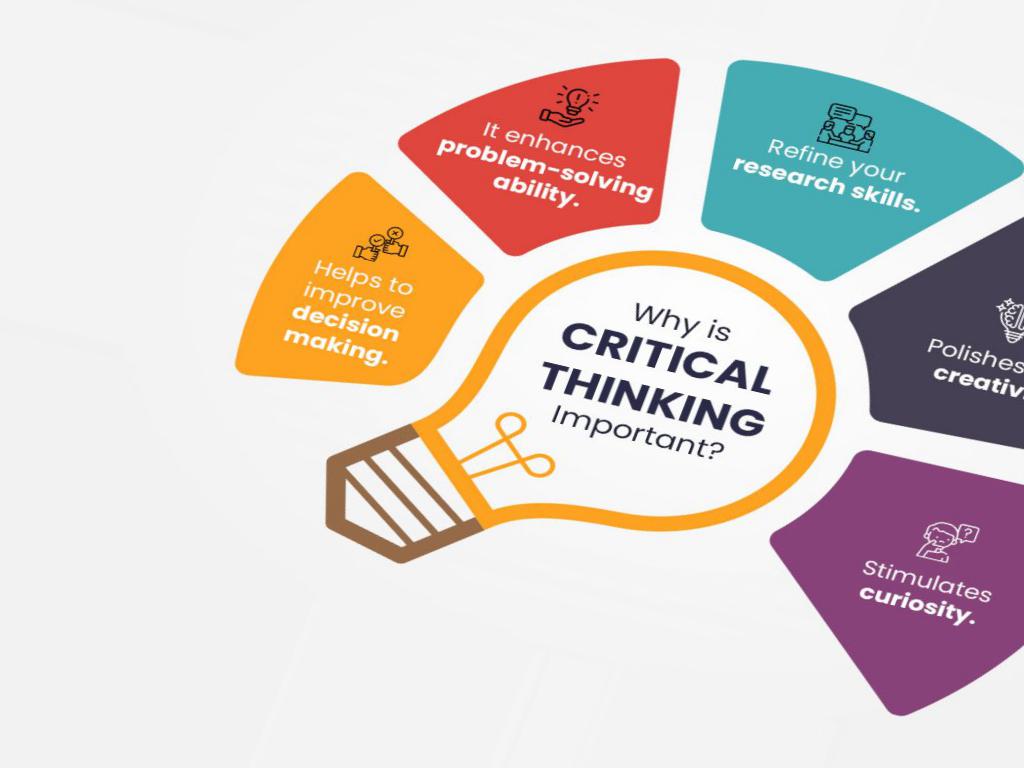 Why is
CRITICAL
THINKING
Important?
Helps to
improve
decision
making.
It enhances
problem-solving
ability.
Refine your
research skills.
Polishes
Stimulates
curiosity.